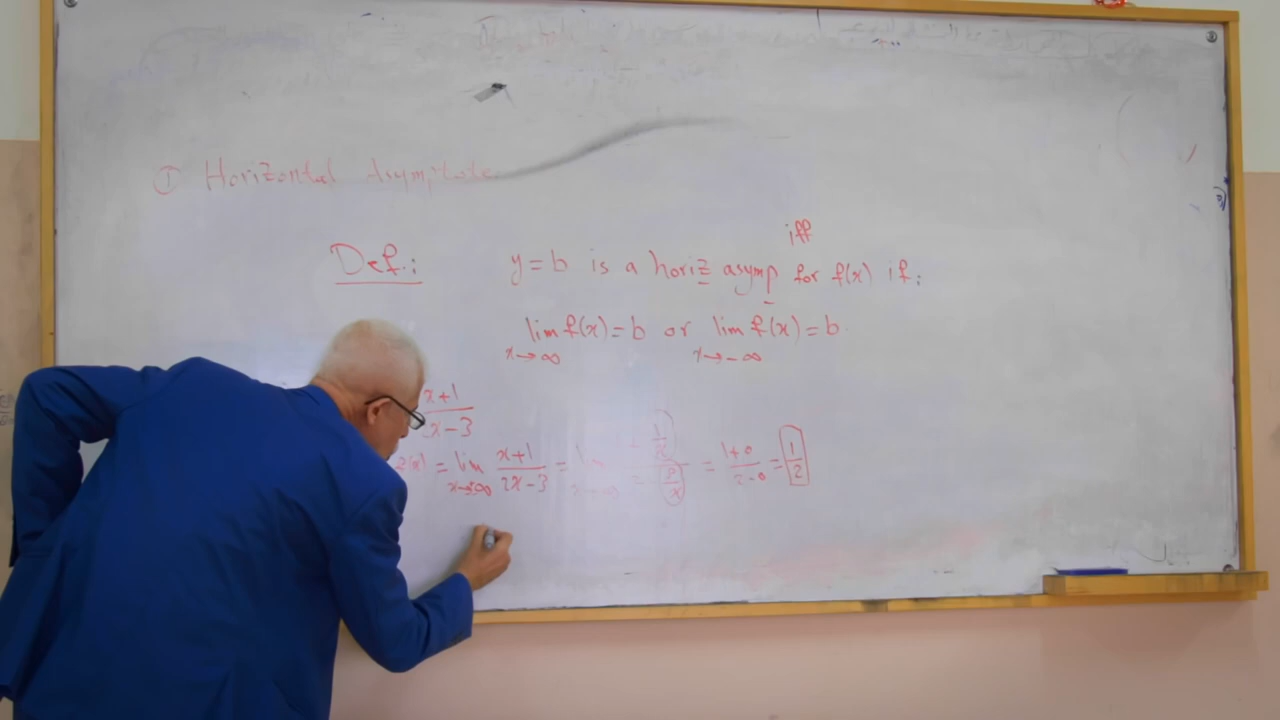 ① Horizontal Asymptote
iff
Def.: y=b is a horiz asymp for f(x) if:
lim f(x)=b or lim f(x)=b
x→∞ x→-∞
x+1
x-3
= lim x+1 = = 1+0 = 1
x→±∞ 2x-3 2-0 2